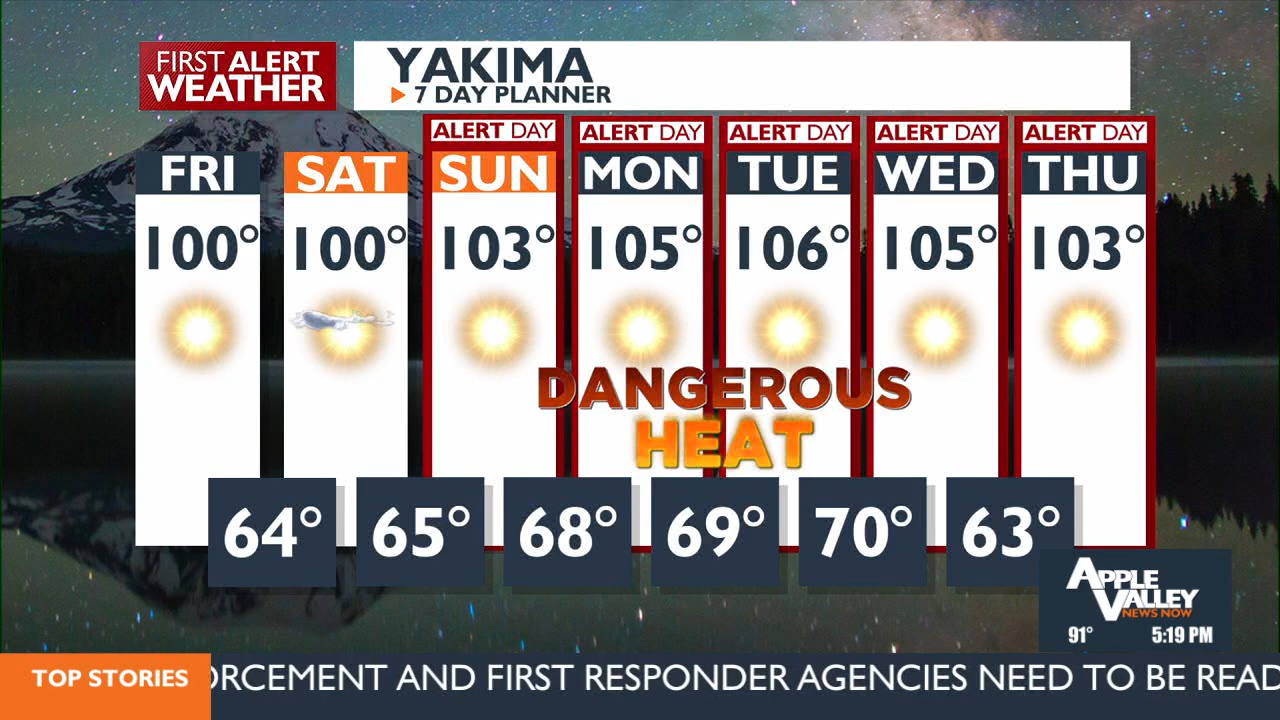 FIRST ALERT
WEATHER
YAKIMA
7 DAY PLANNER
ALERT DAY ALERT DAY ALERT DAY ALERT DAY ALERT DAY
FRI SAT SUN MON TUE WED THU
100° 100° 103° 105° 106° 105° 103°
DANGEROUS
HEAT
64° 65° 68° 69° 70° 63°
APPLE
VALLEY
NEWS NOW
91° 5:19 PM
TOP STORIES ORCEMENT AND FIRST RESPONDER AGENCIES NEED TO BE READ